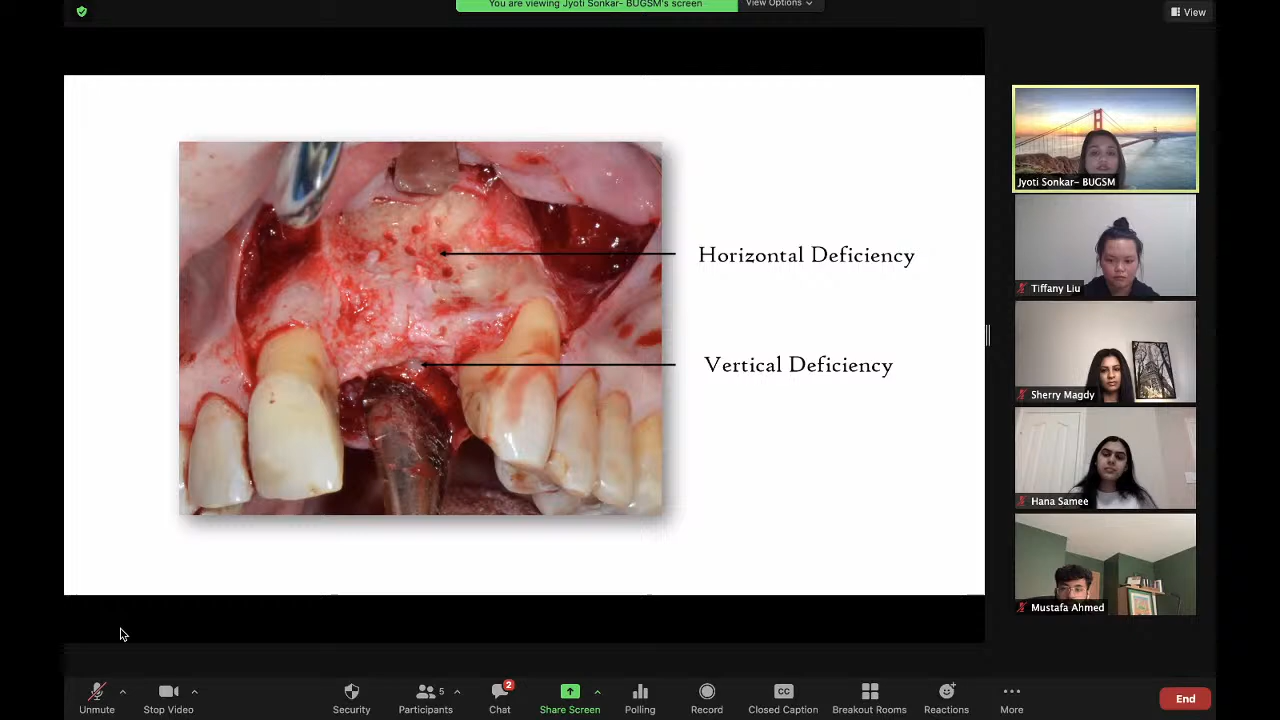 You are viewing Jyoti Sonkar- BUGSM's screen
View Options
View
Horizontal Deficiency
Vertical Deficiency
Jyoti Sonkar- BUGSM
Tiffany Liu
Sherry Magdy
Hana Samee
Mustafa Ahmed
Unmute
Stop Video
Security
5
Participants
2
Chat
Share Screen
Polling
Record
CC
Closed Caption
Breakout Rooms
Reactions
More
End